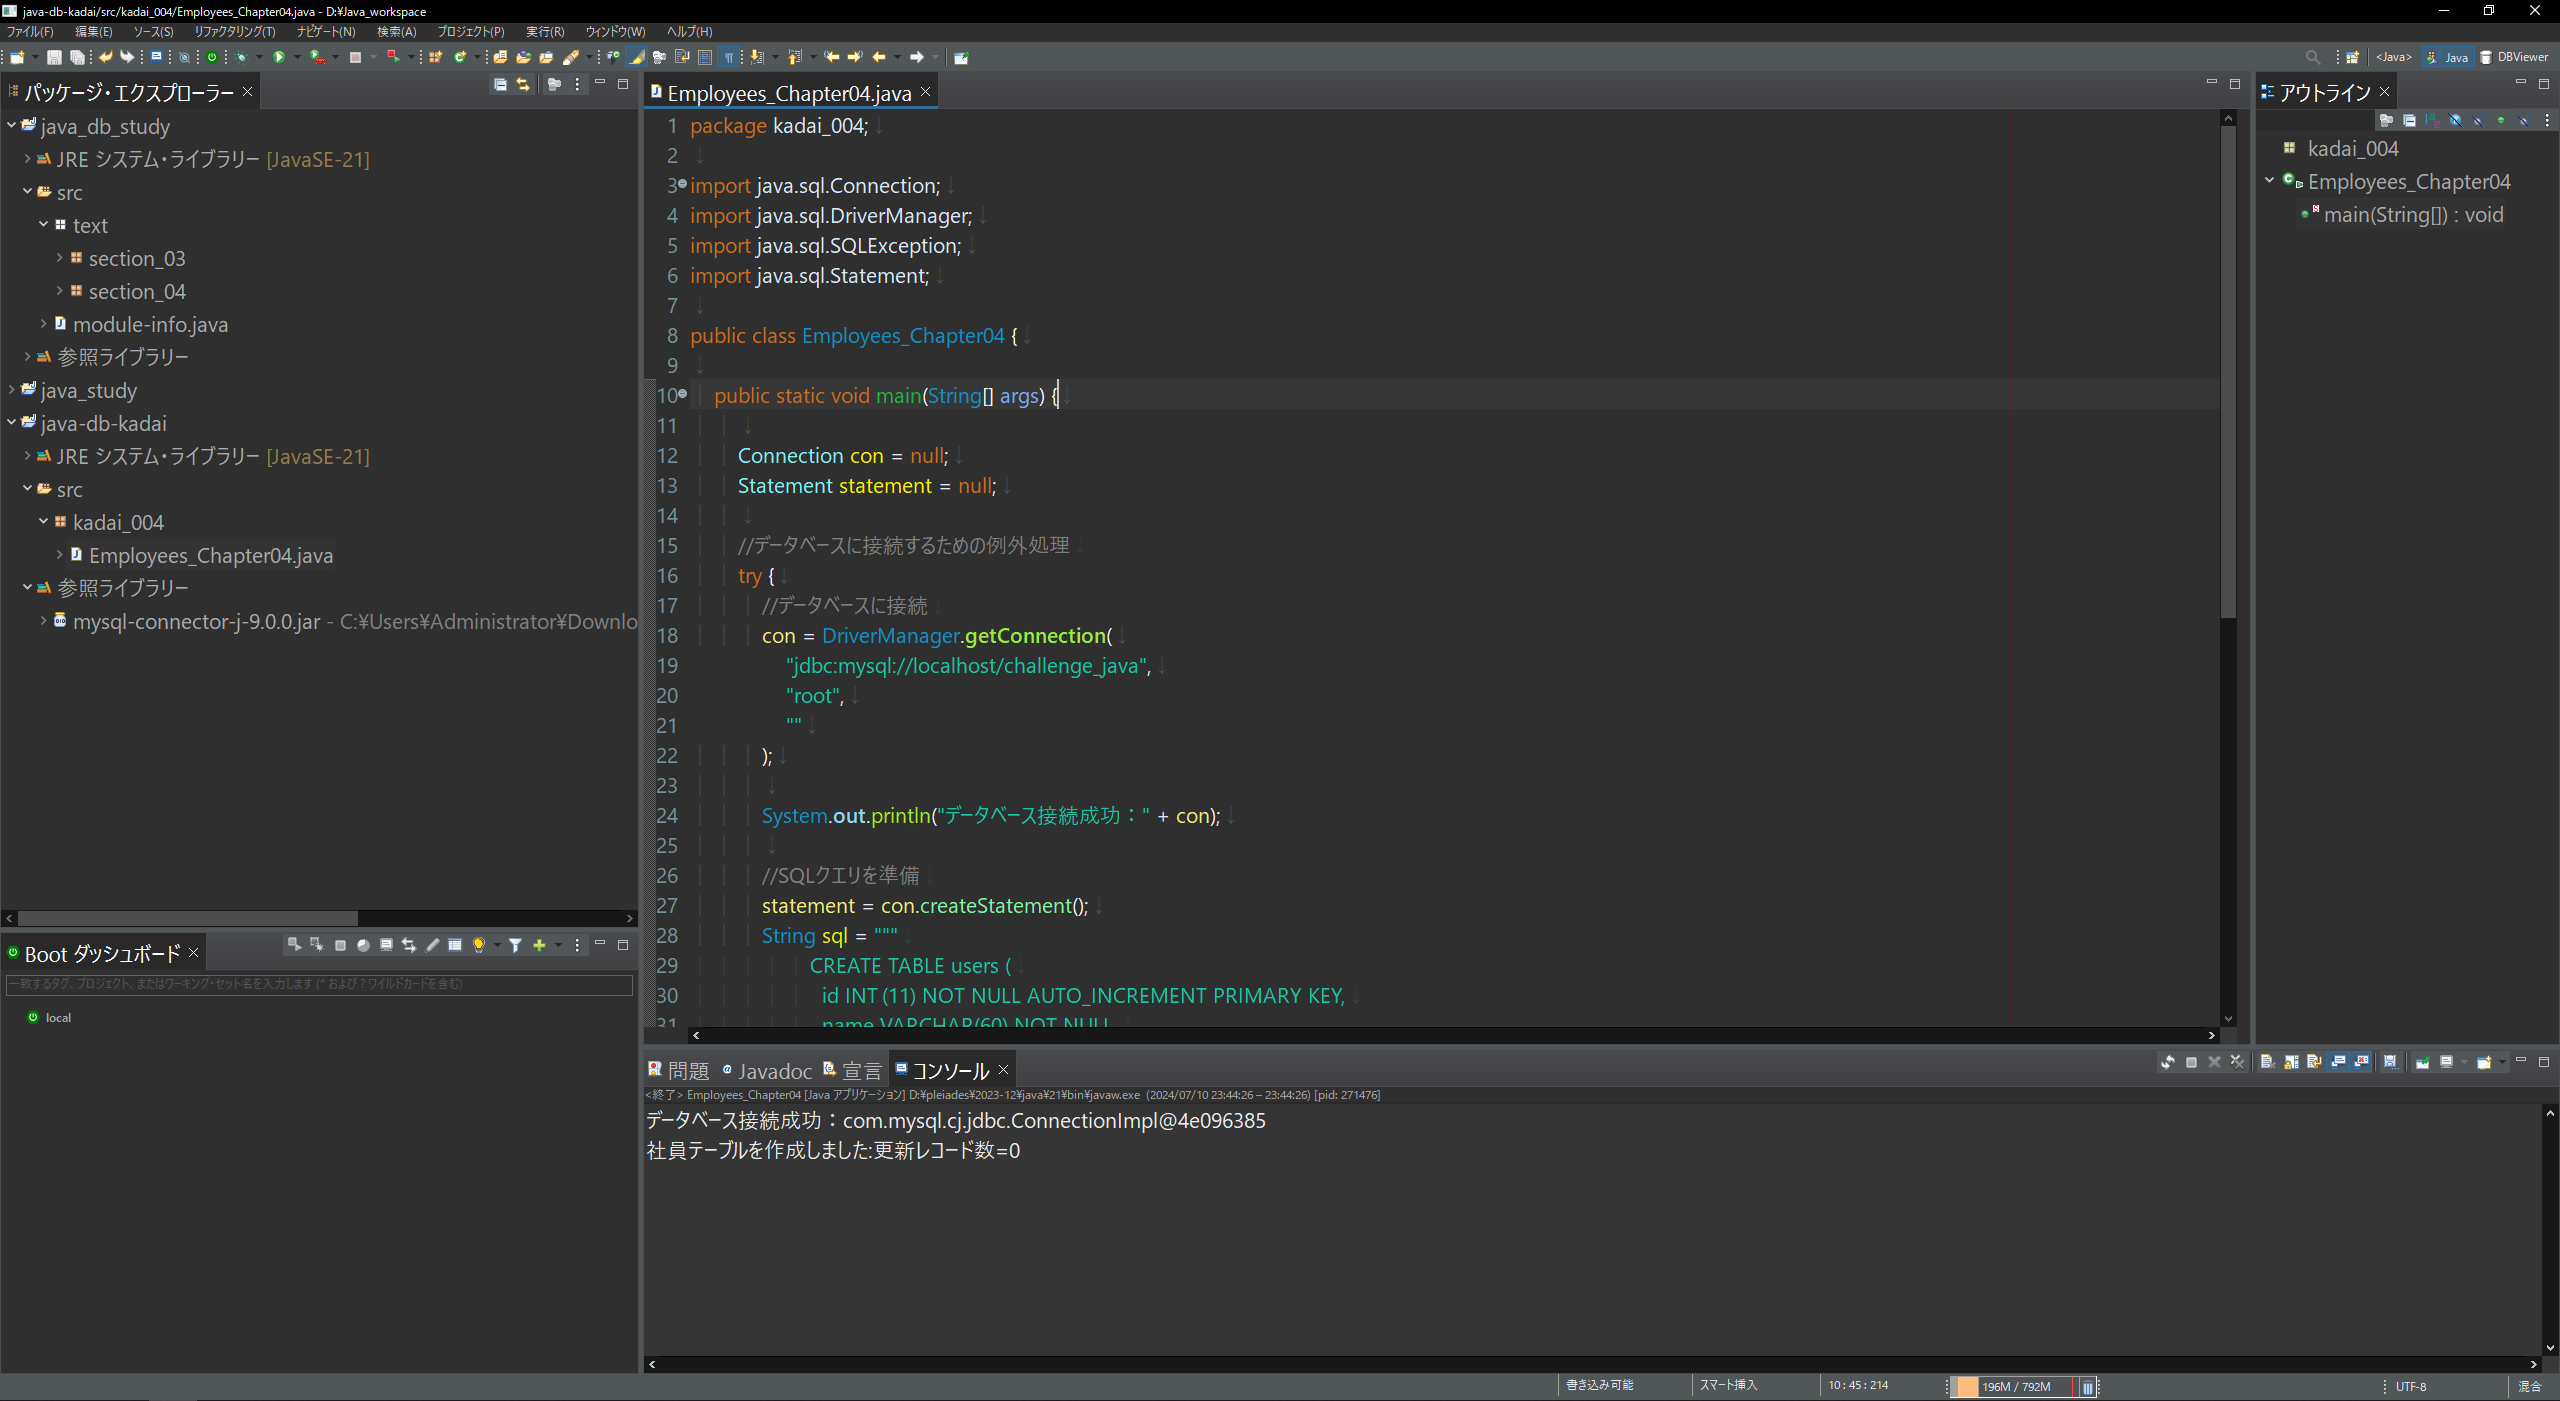 java-db-kadai/src/kadai_004/Employees_Chapter04.java - D:¥Java_workspace
ファイル(F) 編集(E) ソース(S) リファクタリング(T) ナビゲート(N) 検索(A) プロジェクト(P) 実行(R) ウィンドウ(W) ヘルプ(H)
<Java> Java DBViewer
パッケージ・エクスプローラー
java_db_study
JRE システム・ライブラリー [JavaSE-21]
src
text
section_03
section_04
module-info.java
参照ライブラリー
java_study
java-db-kadai
JRE システム・ライブラリー [JavaSE-21]
src
kadai_004
Employees_Chapter04.java
参照ライブラリー
mysql-connector-j-9.0.0.jar - C:¥Users¥Administrator¥Downlo
Boot ダッシュボード
一致するタグ、プロジェクト、またはワーキング・セット名を入力します (* および ? ワイルドカードを含む)
local
Employees_Chapter04.java
1 package kadai_004;
2
3 import java.sql.Connection;
4 import java.sql.DriverManager;
5 import java.sql.SQLException;
6 import java.sql.Statement;
7
8 public class Employees_Chapter04 {
9
10 public static void main(String[] args) {
11
12 Connection con = null;
13 Statement statement = null;
14
15 //データベースに接続するための例外処理
16 try {
17 //データベースに接続
18 con = DriverManager.getConnection(
19 "jdbc:mysql://localhost/challenge_java",
20 "root",
21 ""
22 );
23
24 System.out.println("データベース接続成功：" + con);
25
26 //SQLクエリを準備
27 statement = con.createStatement();
28 String sql = """
29 CREATE TABLE users (
30 id INT (11) NOT NULL AUTO_INCREMENT PRIMARY KEY,
31 name VARCHAR(60) NOT NULL
アウトライン
kadai_004
Employees_Chapter04
main(String[]) : void
問題 @ Javadoc 宣言 コンソール
<終了> Employees_Chapter04 [Java アプリケーション] D:¥pleiades¥2023-12¥java¥21¥bin¥javaw.exe (2024/07/10 23:44:26 – 23:44:26) [pid: 271476]
データベース接続成功：com.mysql.cj.jdbc.ConnectionImpl@4e096385
社員テーブルを作成しました:更新レコード数=0
書き込み可能 スマート挿入 10 : 45 : 214 196M / 792M UTF-8 混合